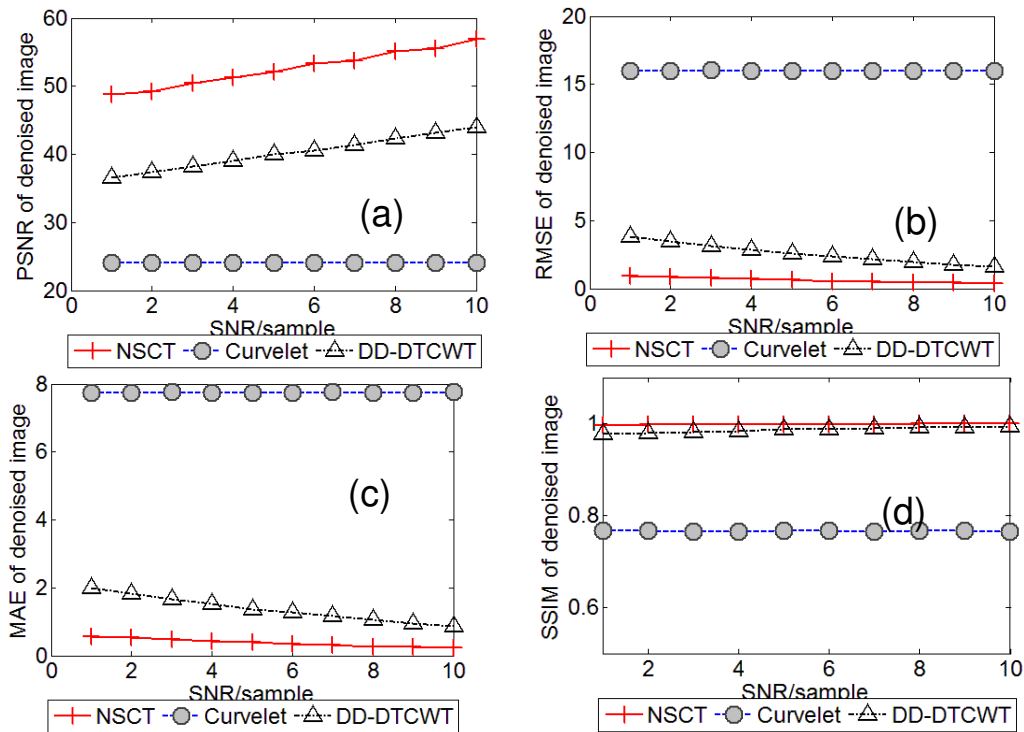 PSNR of denoised image
60
50
40
30
20
0 2 4 6 8 10
(a)
SNR/sample
NSCT Curvelet DD-DTCWT
RMSE of denoised image
20
15
10
5
0
0 2 4 6 8 10
(b)
SNR/sample
NSCT Curvelet DD-DTCWT
MAE of denoised image
8
6
4
2
0
0 2 4 6 8 10
(c)
SNR/sample
NSCT Curvelet DD-DTCWT
SSIM of denoised image
1
0.8
0.6
2 4 6 8 10
(d)
SNR/sample
NSCT Curvelet DD-DTCWT